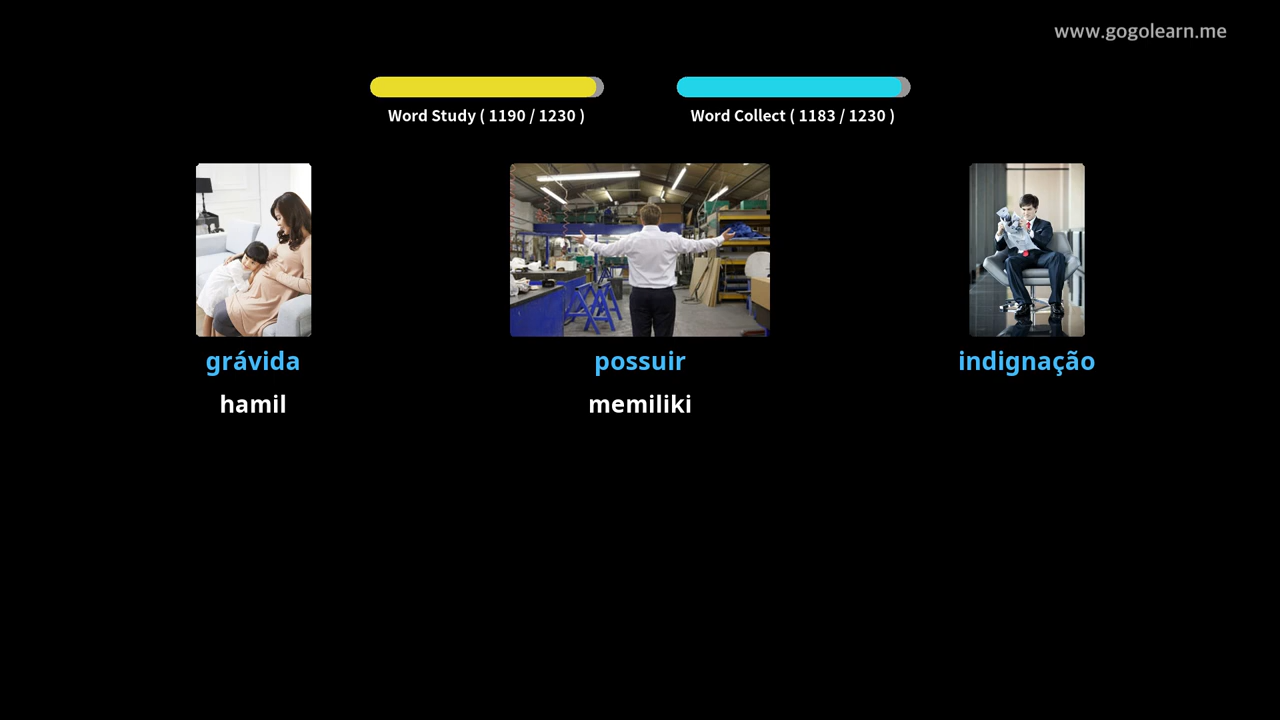 www.gogolearn.me
Word Study ( 1190 / 1230 )
Word Collect ( 1183 / 1230 )
grávida
possuir
indignação
hamil
memiliki